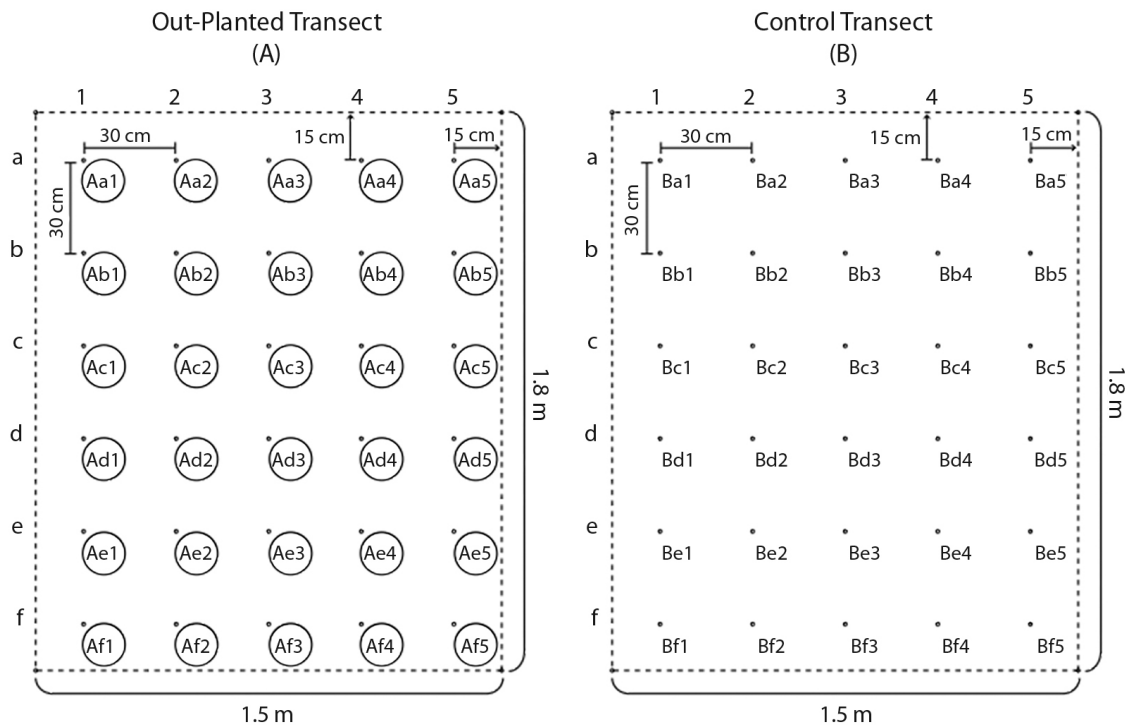 Out-Planted Transect
(A)
Control Transect
(B)
1 2 3 4 5
1 2 3 4 5
30 cm
15 cm
15 cm
30 cm
15 cm
15 cm
a
Aa1 Aa2 Aa3 Aa4 Aa5
a
Ba1 Ba2 Ba3 Ba4 Ba5
30 cm
30 cm
b
Ab1 Ab2 Ab3 Ab4 Ab5
b
Bb1 Bb2 Bb3 Bb4 Bb5
c
Ac1 Ac2 Ac3 Ac4 Ac5
c
Bc1 Bc2 Bc3 Bc4 Bc5
1.8 m
1.8 m
d
Ad1 Ad2 Ad3 Ad4 Ad5
d
Bd1 Bd2 Bd3 Bd4 Bd5
e
Ae1 Ae2 Ae3 Ae4 Ae5
e
Be1 Be2 Be3 Be4 Be5
f
Af1 Af2 Af3 Af4 Af5
f
Bf1 Bf2 Bf3 Bf4 Bf5
1.5 m
1.5 m